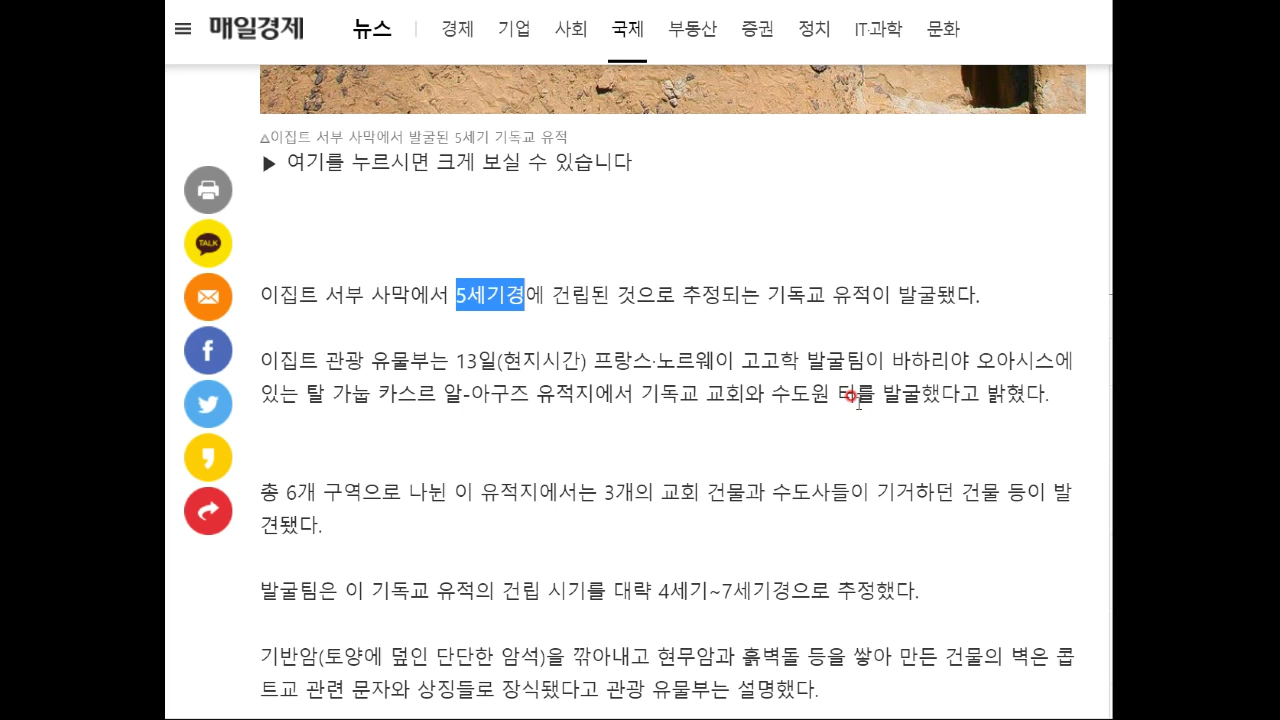 매일경제 뉴스 경제 기업 사회 국제 부동산 증권 정치 IT·과학 문화
△이집트 서부 사막에서 발굴된 5세기 기독교 유적
▶ 여기를 누르시면 크게 보실 수 있습니다
TALK
이집트 서부 사막에서 5세기경에 건립된 것으로 추정되는 기독교 유적이 발굴됐다.
이집트 관광 유물부는 13일(현지시간) 프랑스·노르웨이 고고학 발굴팀이 바하리야 오아시스에
있는 탈 가눕 카스르 알-아구즈 유적지에서 기독교 교회와 수도원 터를 발굴했다고 밝혔다.
총 6개 구역으로 나뉜 이 유적지에서는 3개의 교회 건물과 수도사들이 기거하던 건물 등이 발
견됐다.
발굴팀은 이 기독교 유적의 건립 시기를 대략 4세기~7세기경으로 추정했다.
기반암(토양에 덮인 단단한 암석)을 깎아내고 현무암과 흙벽돌 등을 쌓아 만든 건물의 벽은 콥
트교 관련 문자와 상징들로 장식됐다고 관광 유물부는 설명했다.